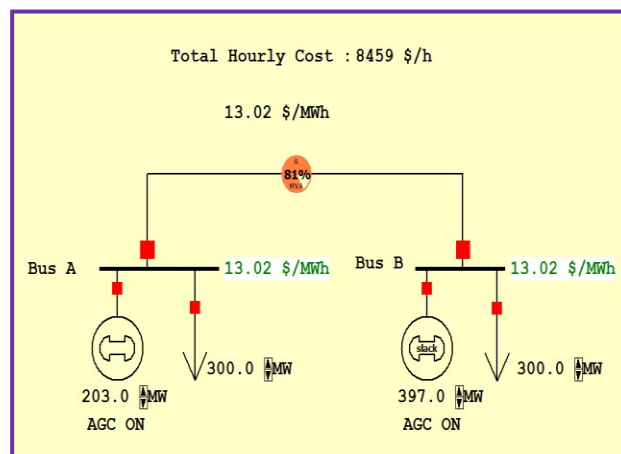 Total Hourly Cost : 8459 $/h
13.02 $/MWh
A
81%
MVA
Bus A
13.02 $/MWh
Bus B
13.02 $/MWh
slack
300.0 MW
300.0 MW
203.0 MW
397.0 MW
AGC ON
AGC ON